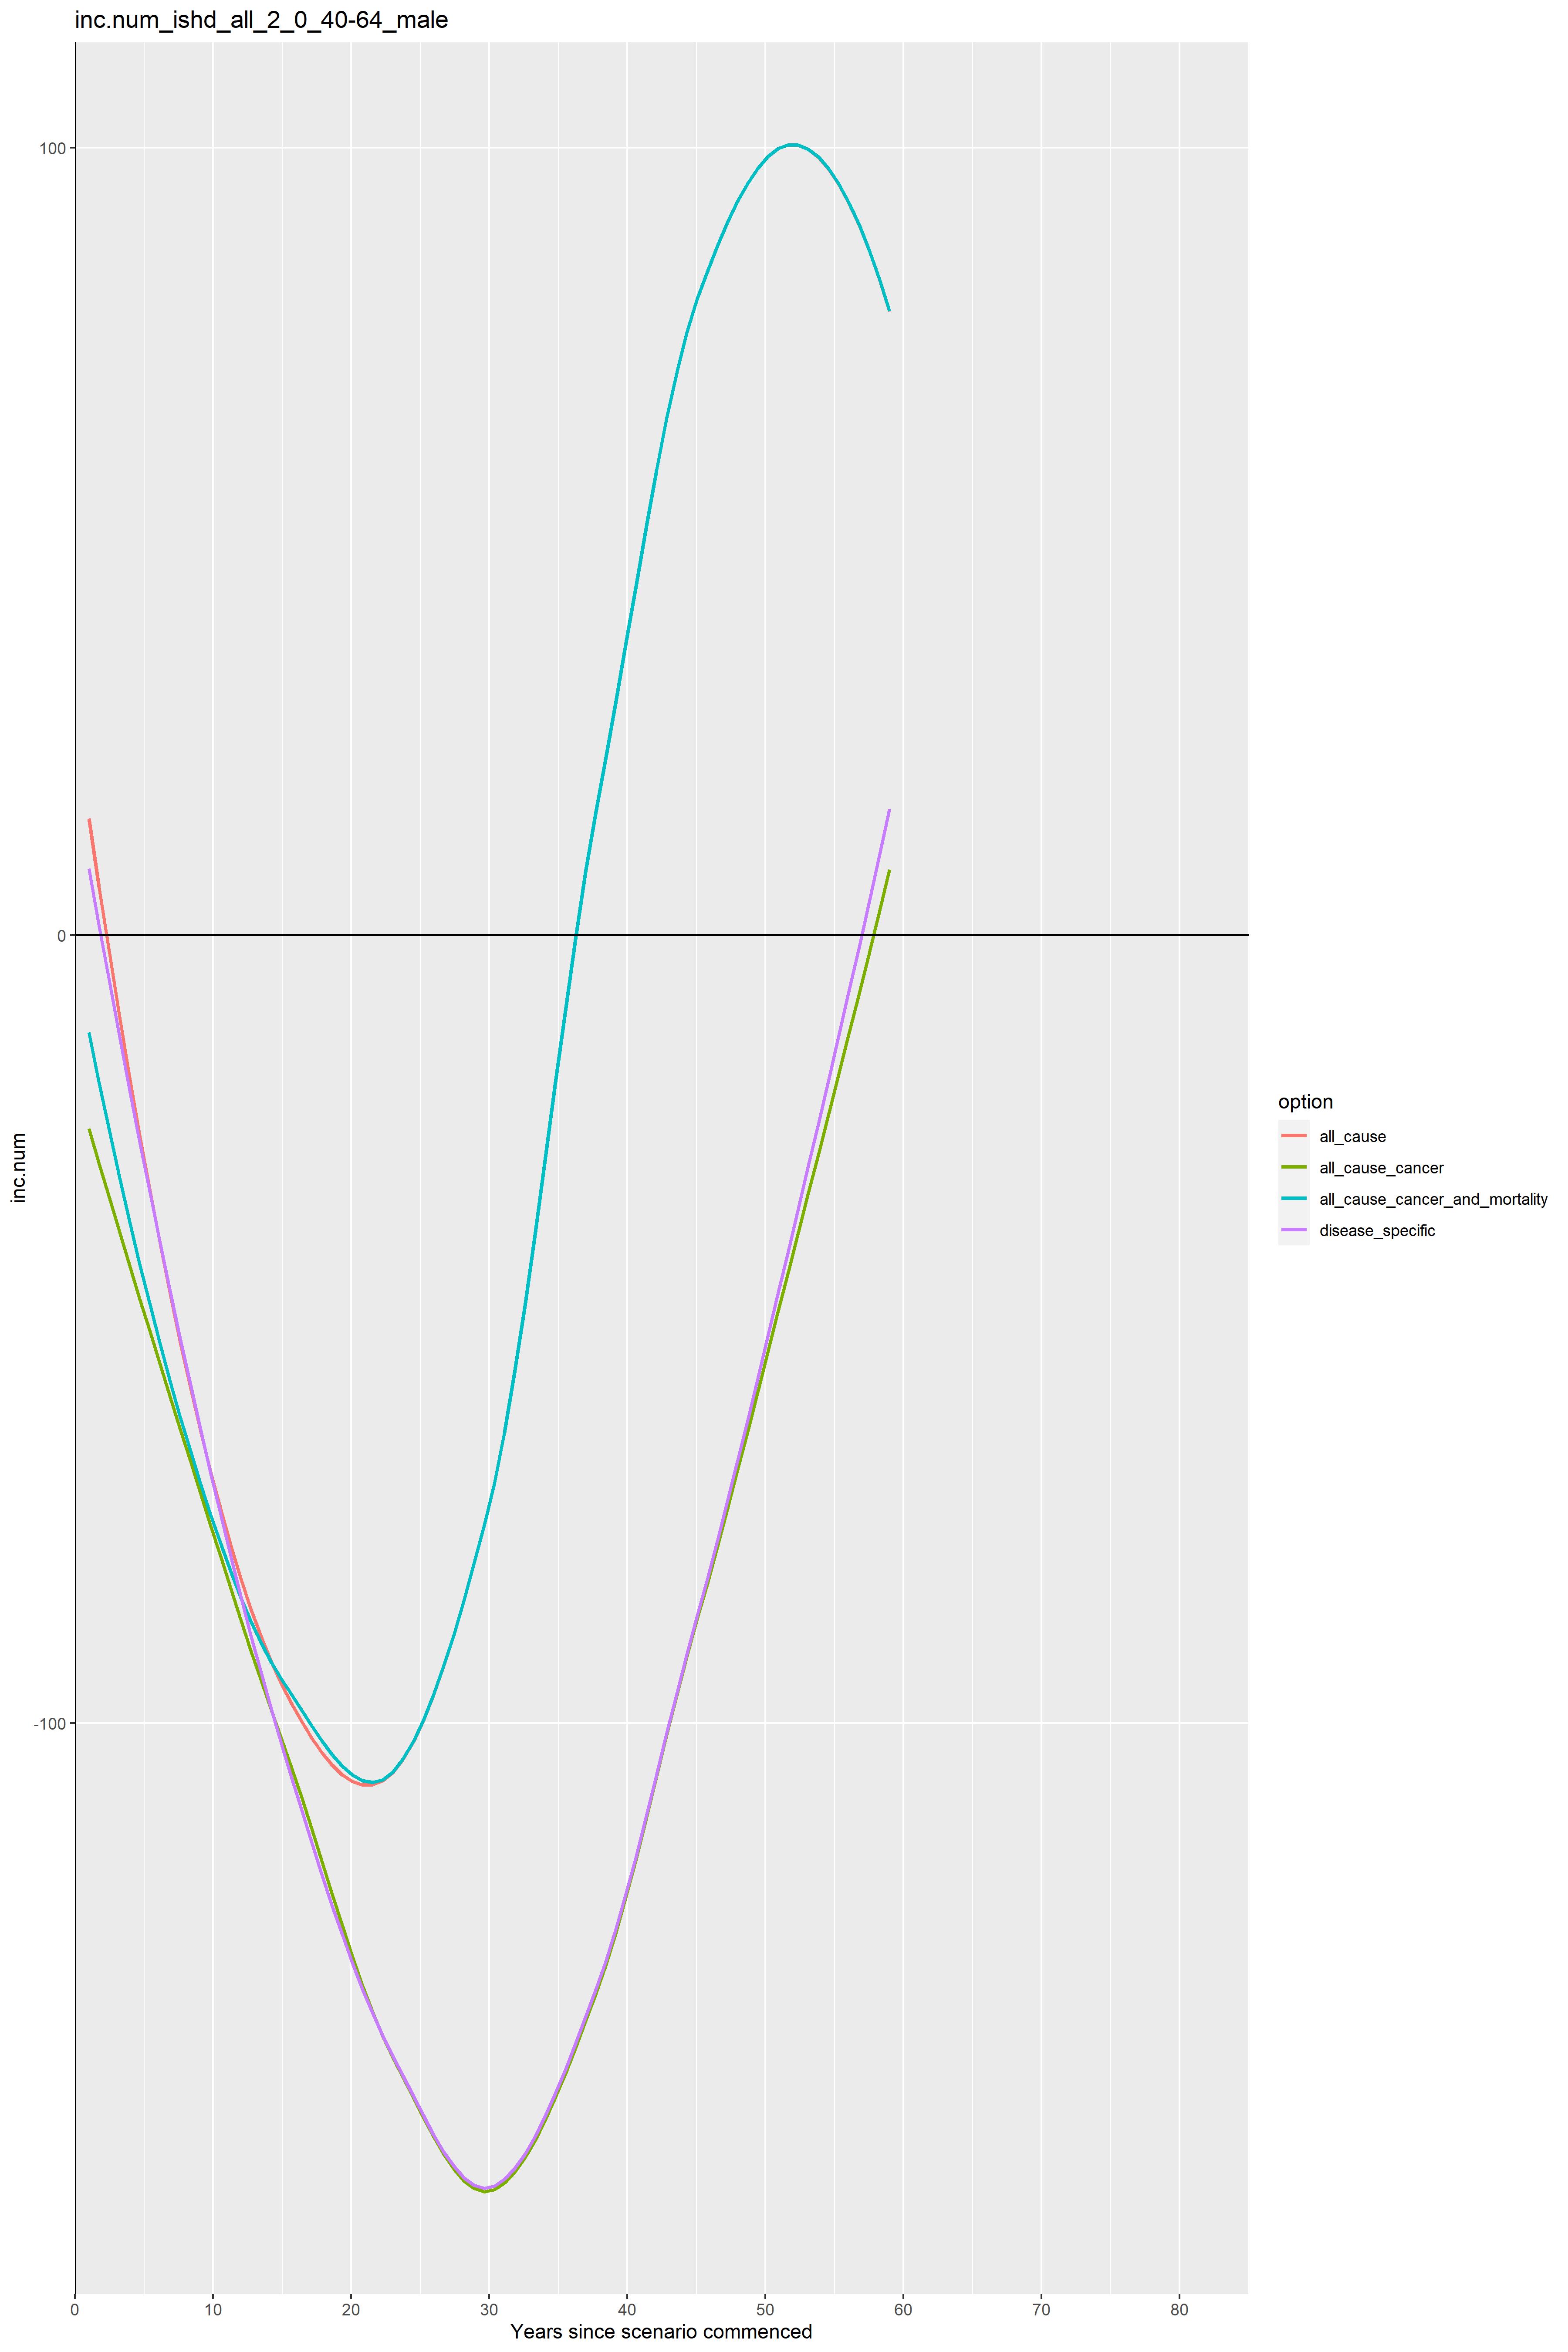 inc.num_ishd_all_2_0_40-64_male
100
0
-100
inc.num
0 10 20 30 40 50 60 70 80
Years since scenario commenced
option
all_cause
all_cause_cancer
all_cause_cancer_and_mortality
disease_specific